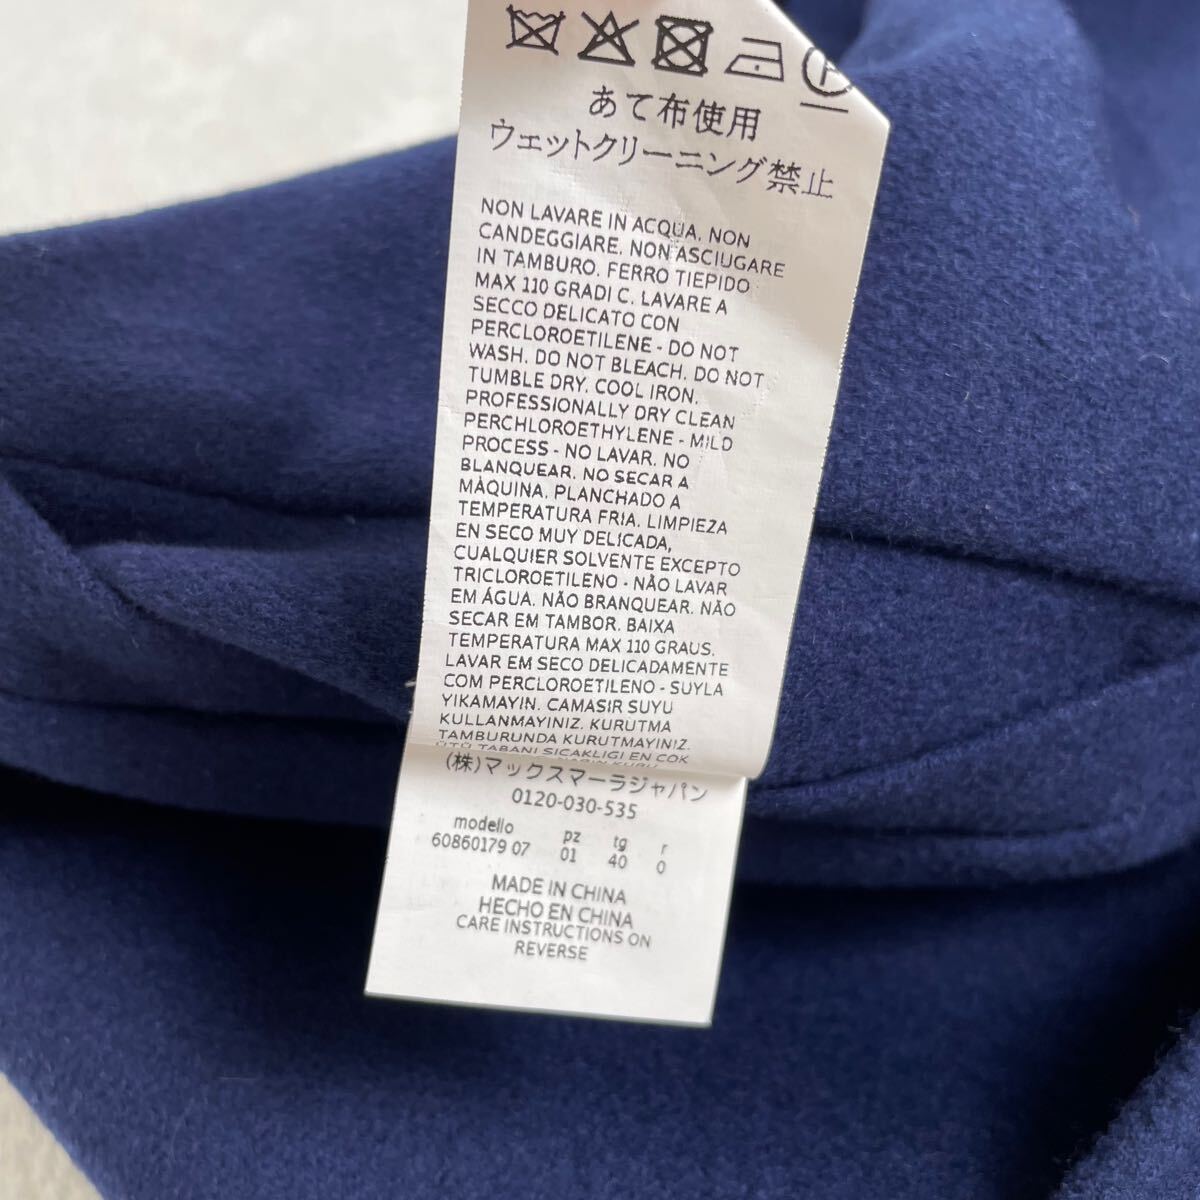 P
あて布使用
ウェットクリーニング禁止
NON LAVARE IN ACQUA. NON
CANDEGGIARE. NON ASCIUGARE
IN TAMBURO. FERRO TIEPIDO
MAX 110 GRADI C. LAVARE A
SECCO DELICATO CON
PERCLOROETILENE - DO NOT
WASH. DO NOT BLEACH. DO NOT
TUMBLE DRY. COOL IRON.
PROFESSIONALLY DRY CLEAN
PERCHLOROETHYLENE - MILD
PROCESS - NO LAVAR. NO
BLANQUEAR. NO SECAR A
MÁQUINA. PLANCHADO A
TEMPERATURA FRIA. LIMPIEZA
EN SECO MUY DELICADA,
CUALQUIER SOLVENTE EXCEPTO
TRICLOROETILENO - NÃO LAVAR
EM ÁGUA. NÃO BRANQUEAR. NÃO
SECAR EM TAMBOR. BAIXA
TEMPERATURA MAX 110 GRAUS.
LAVAR EM SECO DELICADAMENTE
COM PERCLOROETILENO - SUYLA
YIKAMAYIN. CAMASIR SUYU
KULLANMAYINIZ. KURUTMA
TAMBURUNDA KURUTMAYINIZ.
ÜTÜ TABANI SICAKLIGI EN COK
(株)マックスマーラジャパン
0120-030-535
modello pz tg r
60860179 07 01 40 0
MADE IN CHINA
HECHO EN CHINA
CARE INSTRUCTIONS ON
REVERSE